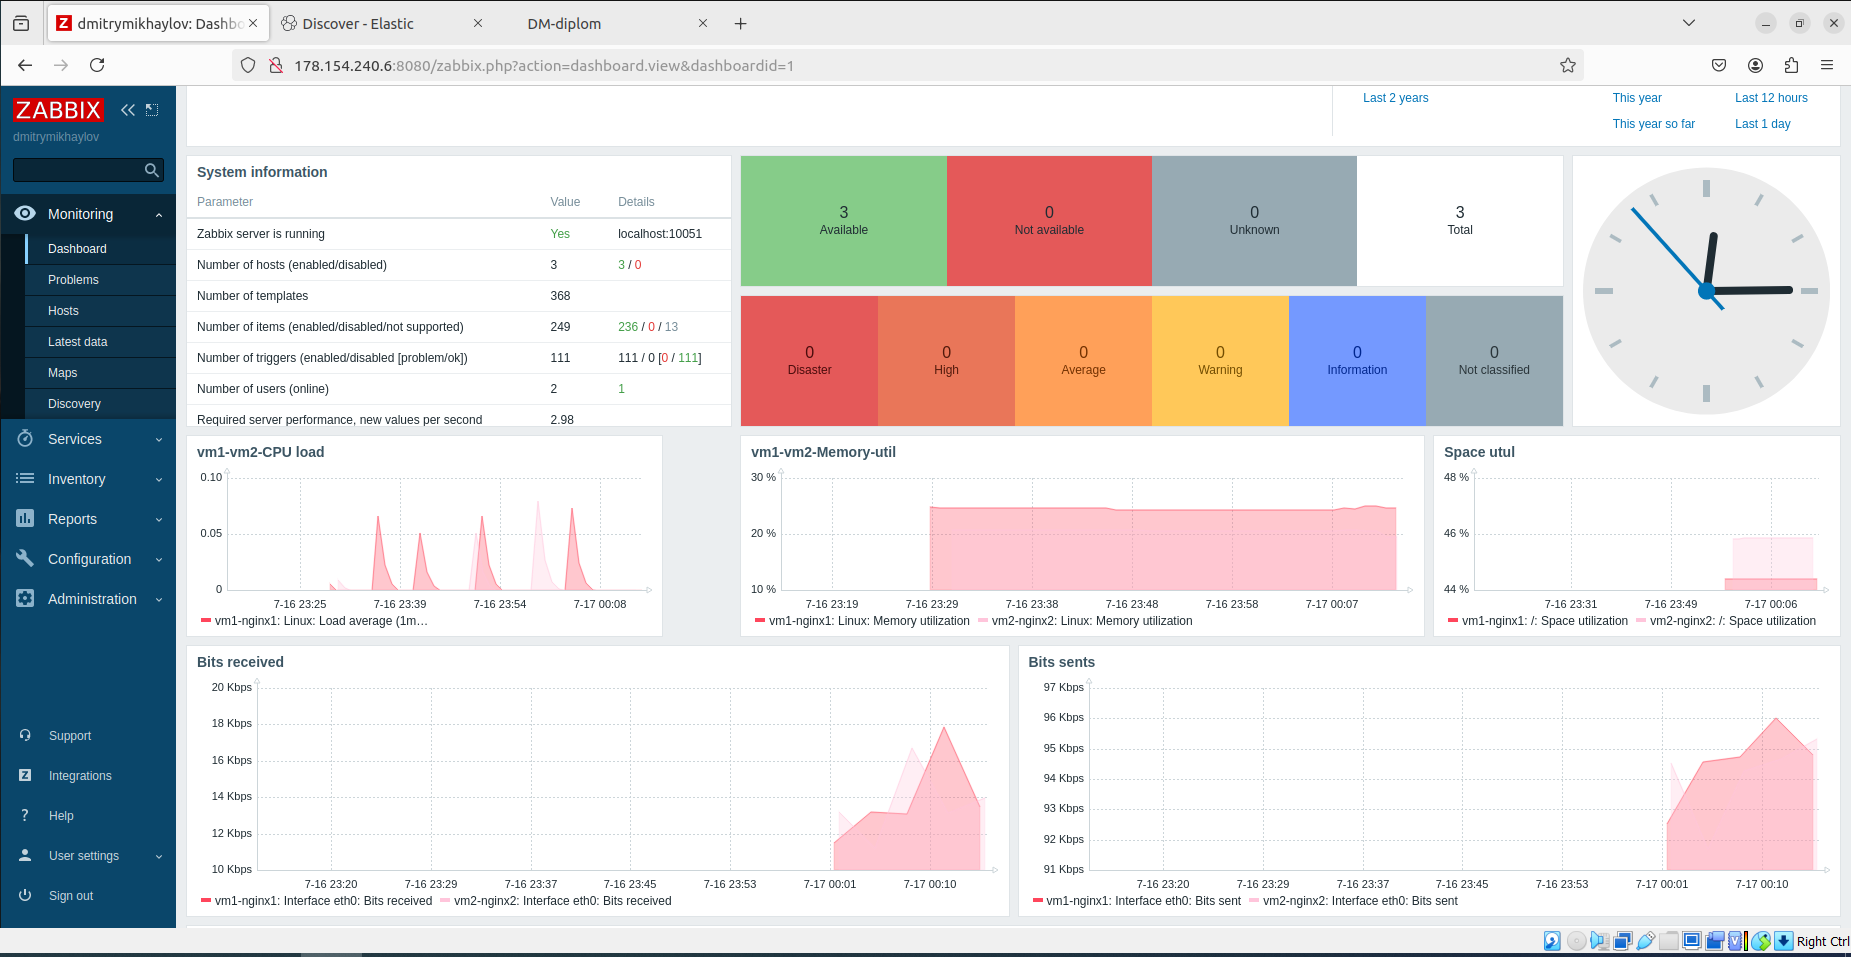 dmitrymikhaylov: Dashbo
Discover - Elastic
DM-diplom
178.154.240.6:8080/zabbix.php?action=dashboard.view&dashboardid=1
ZABBIX
dmitrymikhaylov
Monitoring
Dashboard
Problems
Hosts
Latest data
Maps
Discovery
Services
Inventory
Reports
Configuration
Administration
Support
Integrations
Help
User settings
Sign out
Last 2 years
This year
Last 12 hours
This year so far
Last 1 day
System information
Parameter Value Details
Zabbix server is running Yes localhost:10051
Number of hosts (enabled/disabled) 3 3 / 0
Number of templates 368
Number of items (enabled/disabled/not supported) 249 236 / 0 / 13
Number of triggers (enabled/disabled [problem/ok]) 111 111 / 0 [0 / 111]
Number of users (online) 2 1
Required server performance, new values per second 2.98
3 0 0 3
Available Not available Unknown Total
0 0 0 0 0 0
Disaster High Average Warning Information Not classified
vm1-vm2-CPU load
0.10
0.05
0
7-16 23:25 7-16 23:39 7-16 23:54 7-17 00:08
vm1-nginx1: Linux: Load average (1m…
vm1-vm2-Memory-util
30 %
20 %
10 %
7-16 23:19 7-16 23:29 7-16 23:38 7-16 23:48 7-16 23:58 7-17 00:07
vm1-nginx1: Linux: Memory utilization vm2-nginx2: Linux: Memory utilization
Space utul
48 %
46 %
44 %
7-16 23:31 7-16 23:49 7-17 00:06
vm1-nginx1: /: Space utilization vm2-nginx2: /: Space utilization
Bits received
20 Kbps
18 Kbps
16 Kbps
14 Kbps
12 Kbps
10 Kbps
7-16 23:20 7-16 23:29 7-16 23:37 7-16 23:45 7-16 23:53 7-17 00:01 7-17 00:10
vm1-nginx1: Interface eth0: Bits received vm2-nginx2: Interface eth0: Bits received
Bits sents
97 Kbps
96 Kbps
95 Kbps
94 Kbps
93 Kbps
92 Kbps
91 Kbps
7-16 23:20 7-16 23:29 7-16 23:37 7-16 23:45 7-16 23:53 7-17 00:01 7-17 00:10
vm1-nginx1: Interface eth0: Bits sent vm2-nginx2: Interface eth0: Bits sent
Right Ctrl